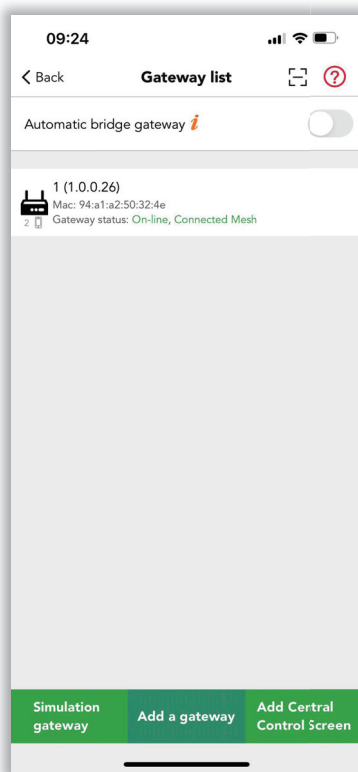 09:24
Back
Gateway list
?
Automatic bridge gateway i
1 (1.0.0.26)
Mac: 94:a1:a2:50:32:4e
2
Gateway status: On-line, Connected Mesh
Simulation
gateway
Add a gateway
Add Central
Control Screen